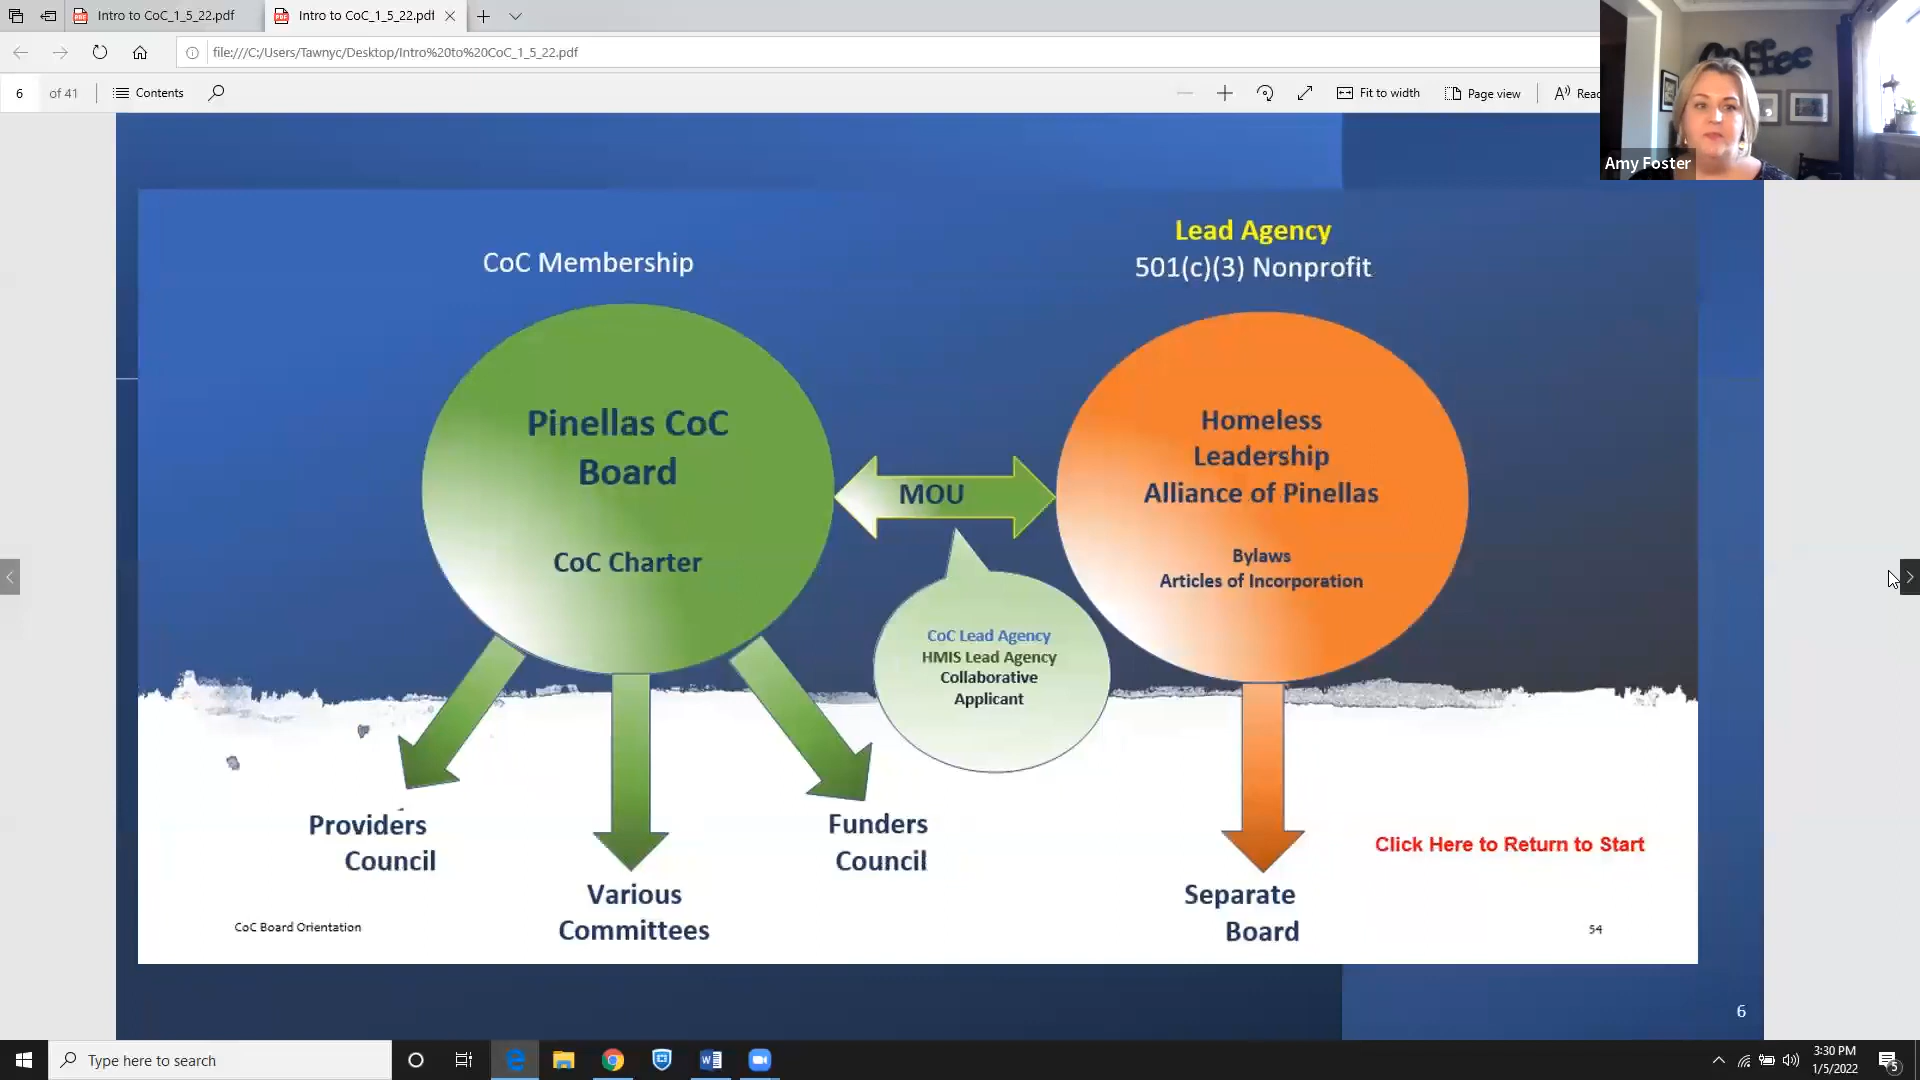 Intro to CoC_1_5_22.pdf
Intro to CoC_1_5_22.pdf
file:///C:/Users/Tawnyc/Desktop/Intro%20to%20CoC_1_5_22.pdf
6 of 41
Contents
Fit to width
Page view
Coffee
Amy Foster
Lead Agency
CoC Membership
501(c)(3) Nonprofit
Pinellas CoC
Board
CoC Charter
MOU
Homeless
Leadership
Alliance of Pinellas
Bylaws
Articles of Incorporation
CoC Lead Agency
HMIS Lead Agency
Collaborative
Applicant
Providers
Council
Various
Committees
Funders
Council
Separate
Board
Click Here to Return to Start
CoC Board Orientation
54
6
Type here to search
3:30 PM
1/5/2022
5